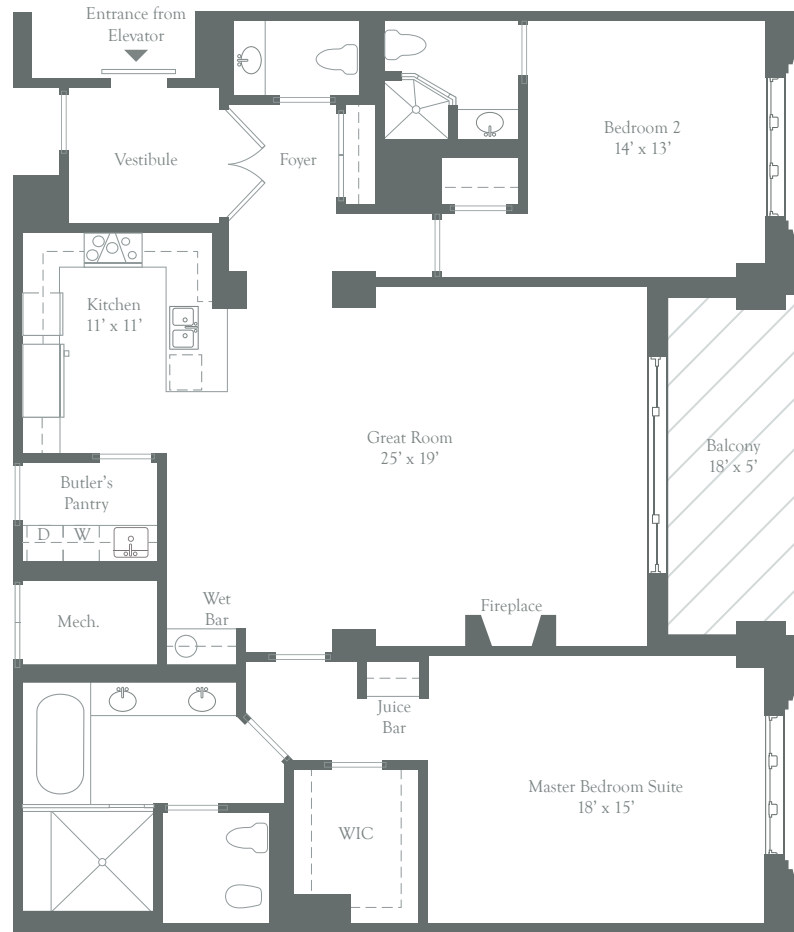 Entrance from
Elevator
Vestibule
Foyer
Bedroom 2
14’ x 13’
Kitchen
11’ x 11’
Great Room
25’ x 19’
Balcony
18’ x 5’
Butler’s
Pantry
D W
Mech.
Wet
Bar
Fireplace
Juice
Bar
Master Bedroom Suite
18’ x 15’
WIC